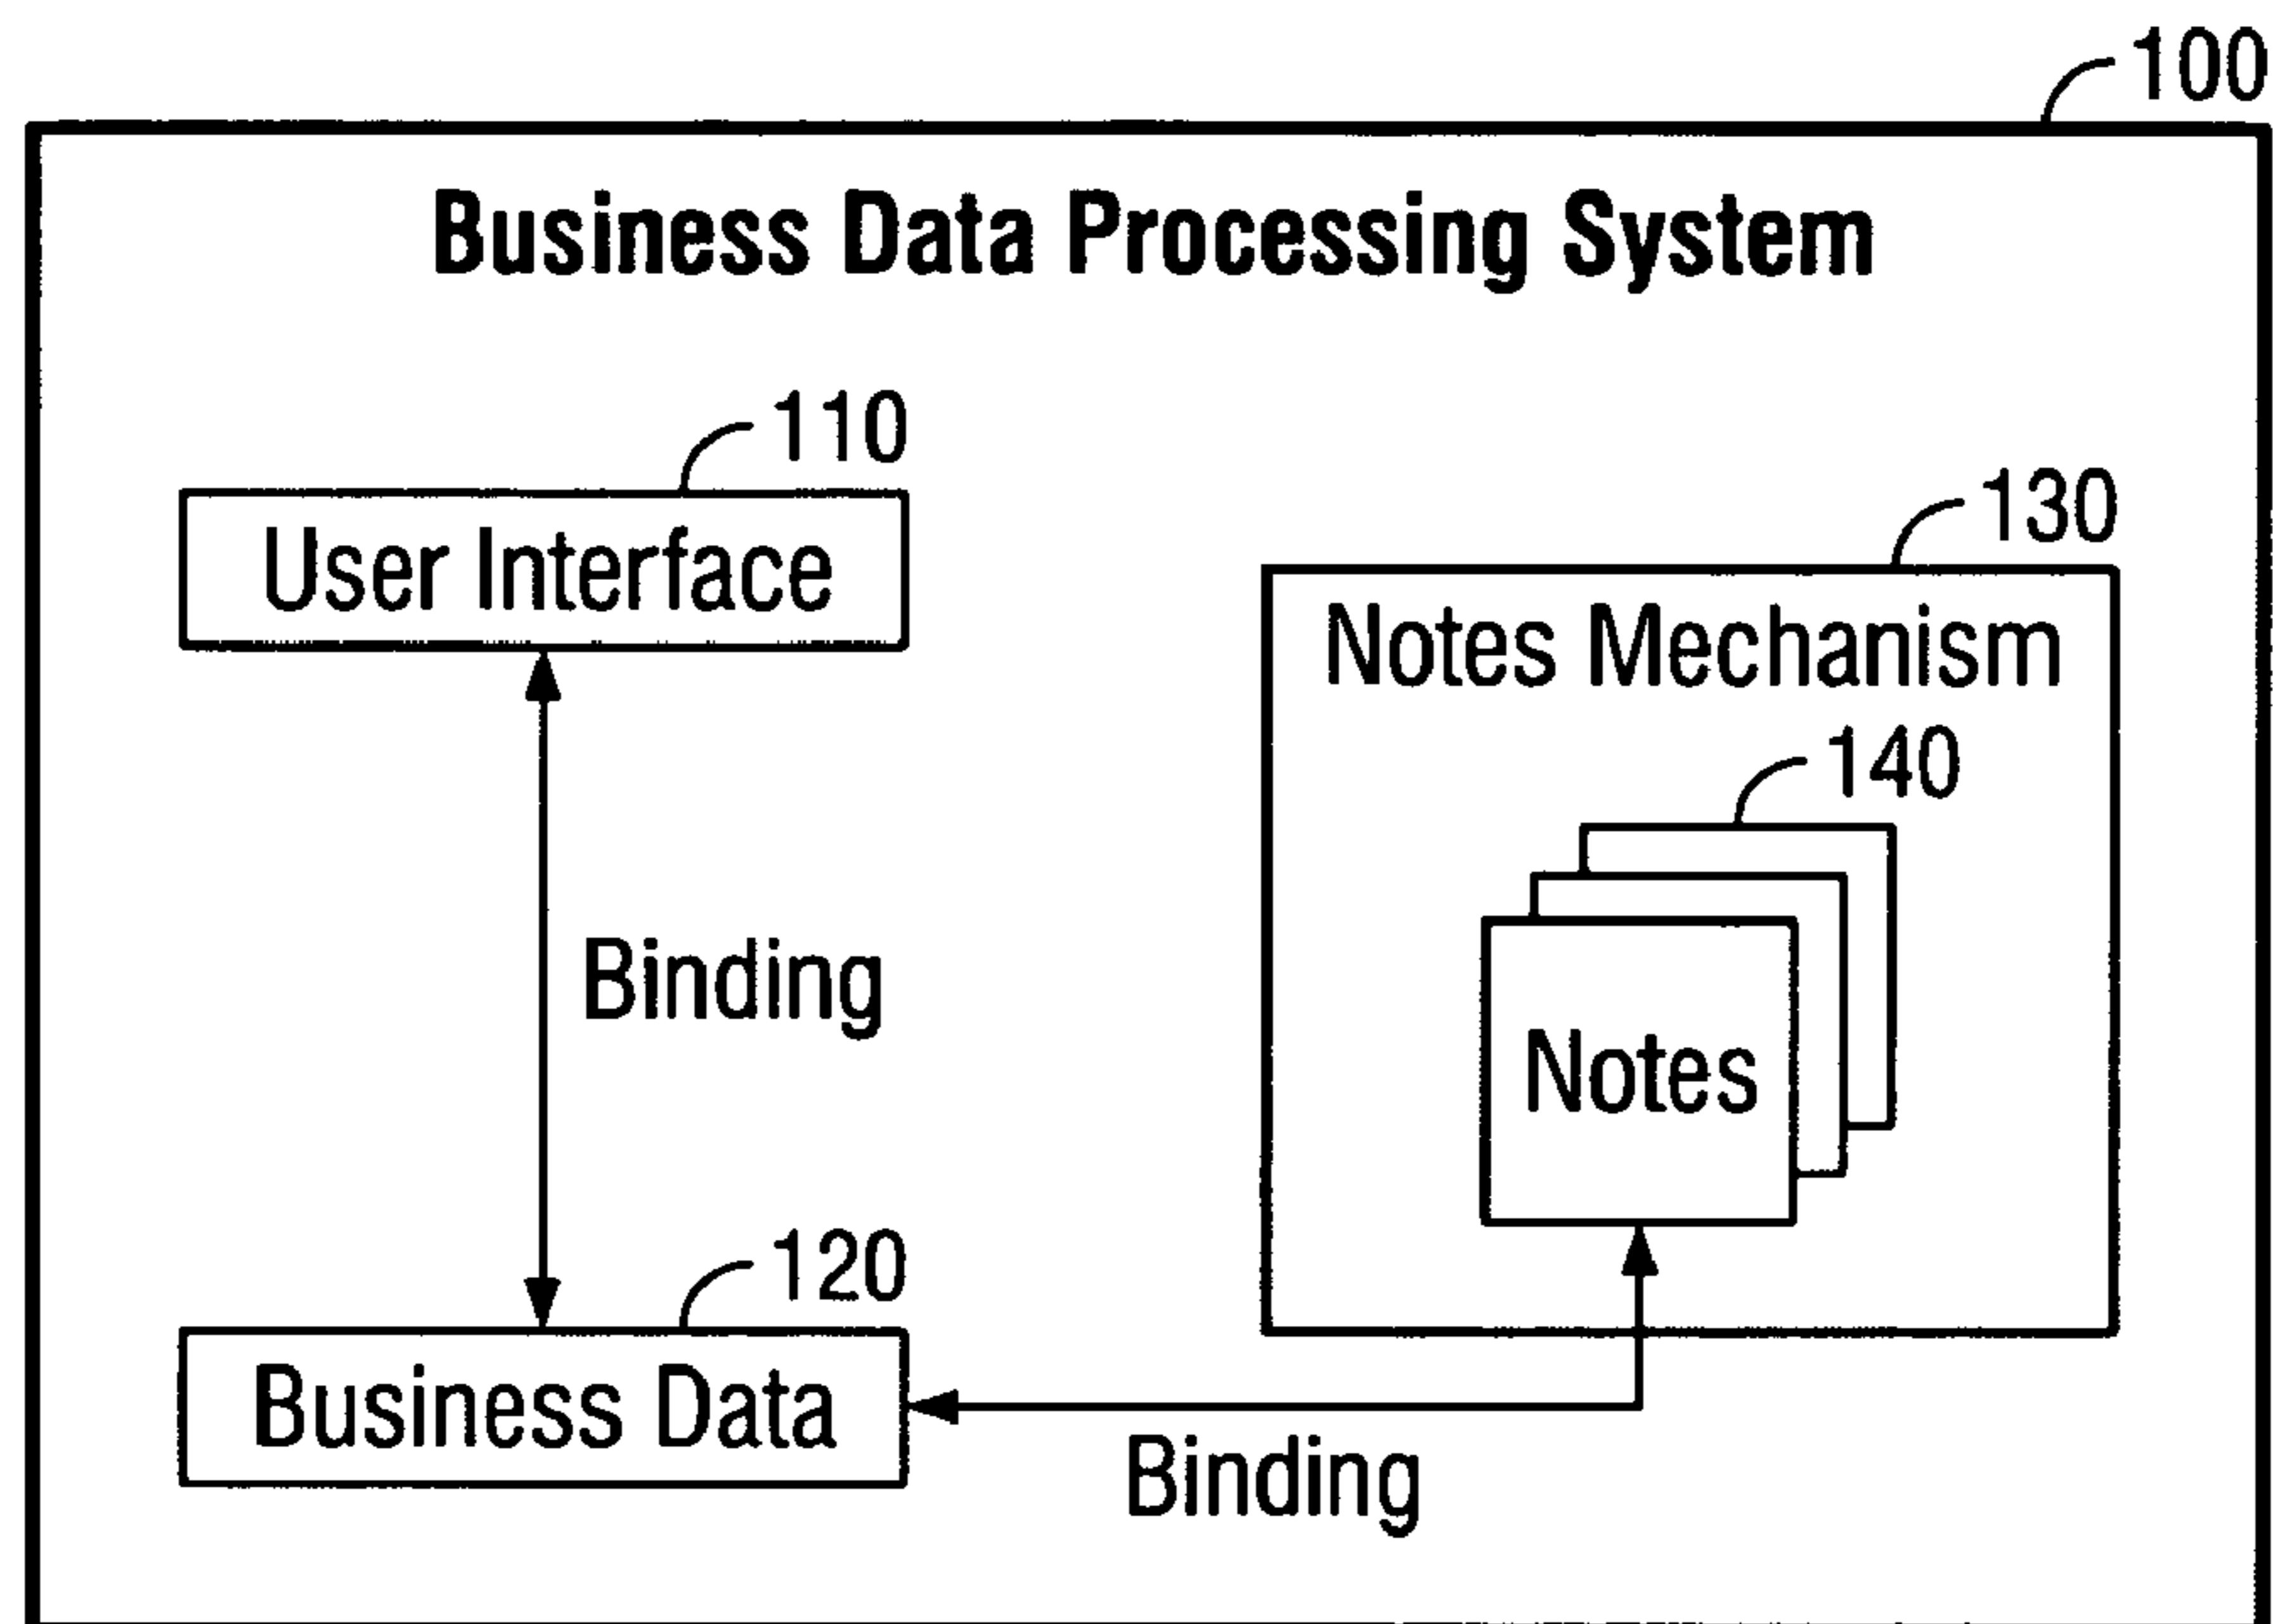 100
Business Data Processing System
110
User Interface
130
Notes Mechanism
140
Notes
Binding
120
Business Data
Binding